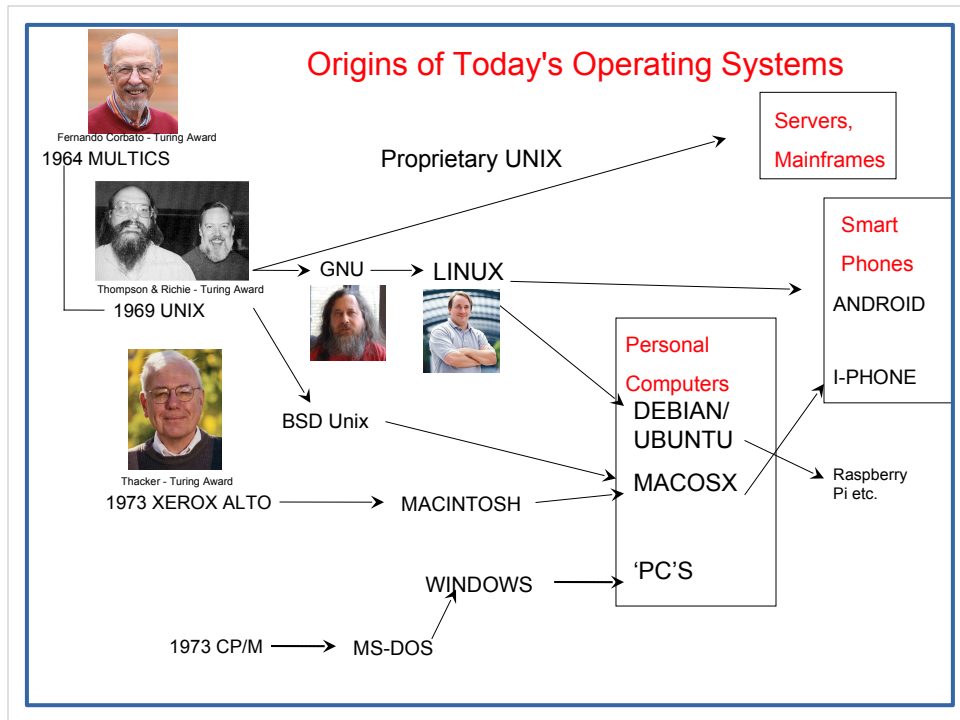 Origins of Today's Operating Systems
Fernando Corbato - Turing Award
1964 MULTICS
Proprietary UNIX
Servers,
Mainframes
Thompson & Richie - Turing Award
1969 UNIX
GNU
LINUX
Smart
Phones
ANDROID
I-PHONE
Personal
Computers
DEBIAN/
UBUNTU
MACOSX
'PC'S
BSD Unix
Thacker - Turing Award
1973 XEROX ALTO
MACINTOSH
Raspberry
Pi etc.
WINDOWS
1973 CP/M
MS-DOS